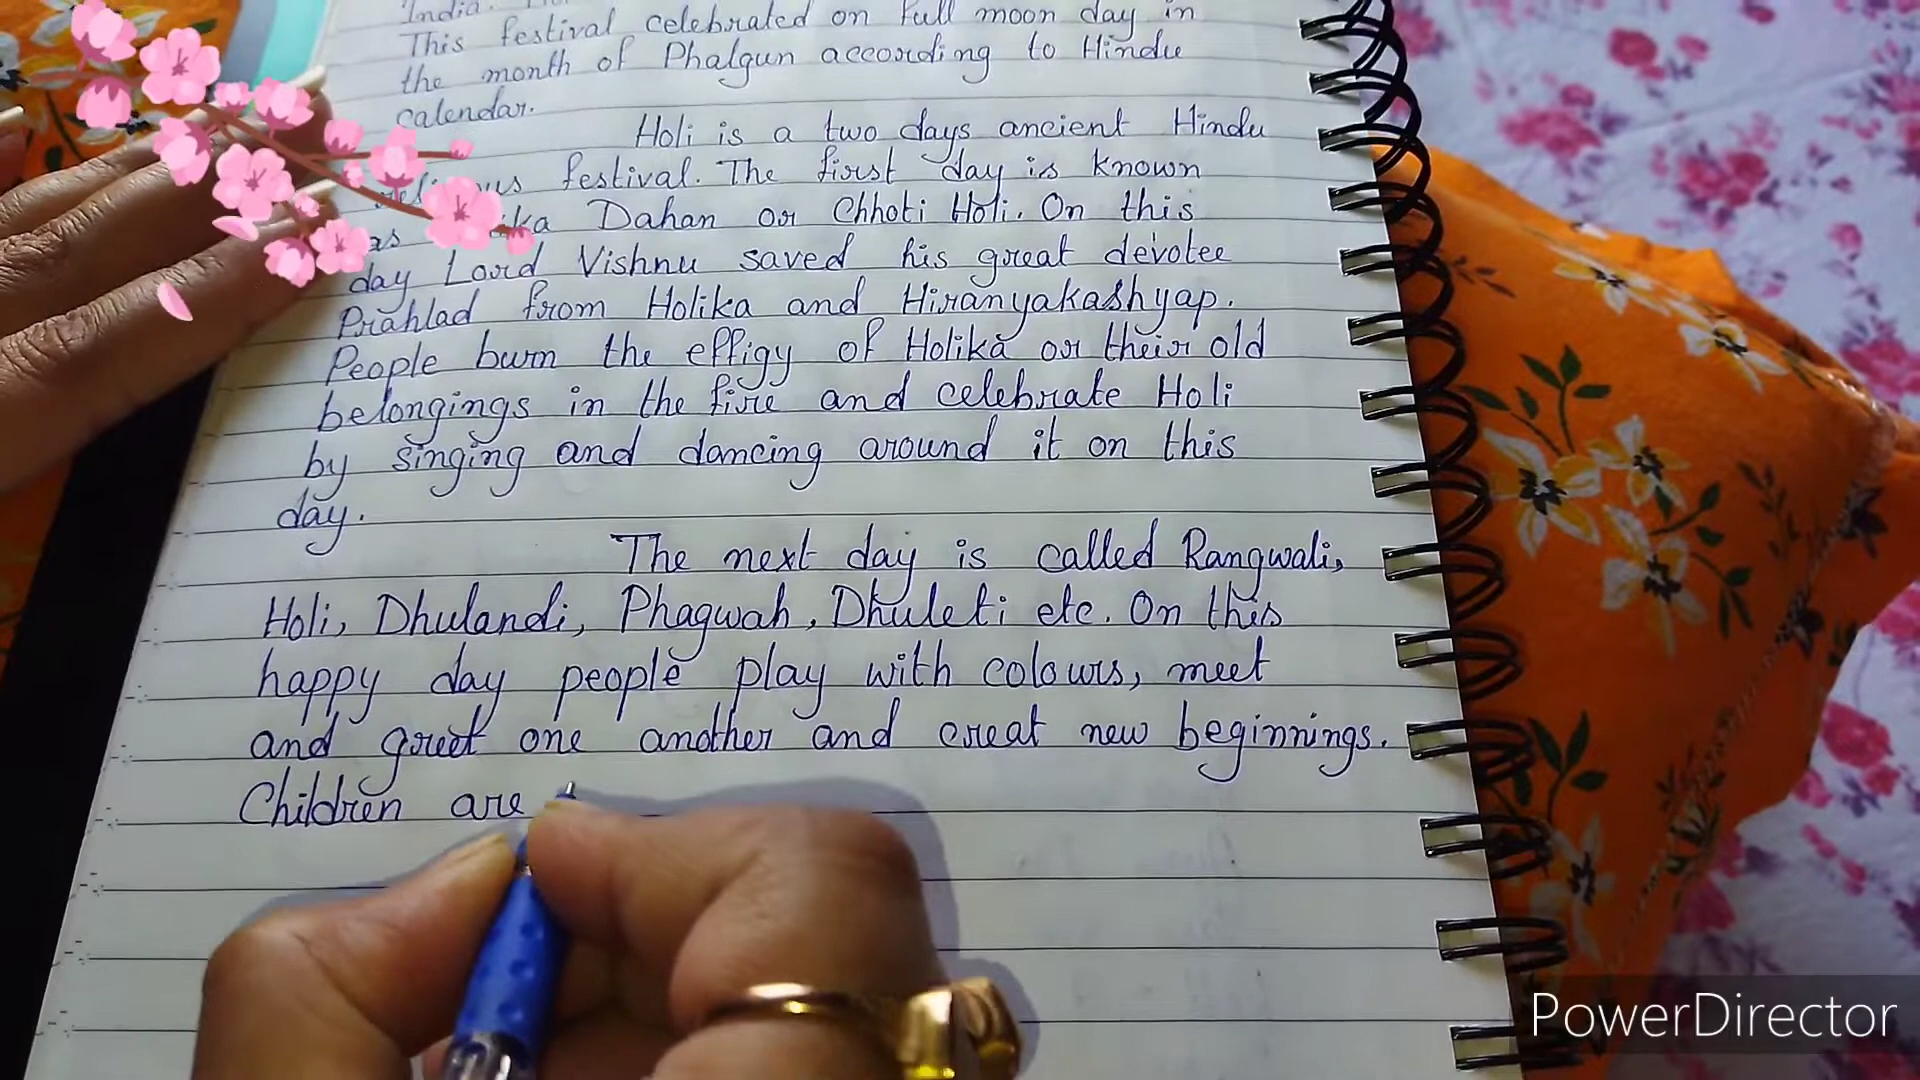 India.
This festival celebrated on full moon day in
the month of Phalgun according to Hindu
calendar.
Holi is a two days ancient Hindu
festival. The first day is known
as Dahan or Chhoti Holi. On this
day Lord Vishnu saved his great devotee
Prahlad from Holika and Hiranyakashyap.
People burn the effigy of Holika or their old
belongings in the fire and celebrate Holi
by singing and dancing around it on this
day.
The next day is called Rangwali,
Holi, Dhulandi, Phagwah, Dhuleti etc. On this
happy day people play with colours, meet
and greet one another and creat new beginnings.
Children are
PowerDirector